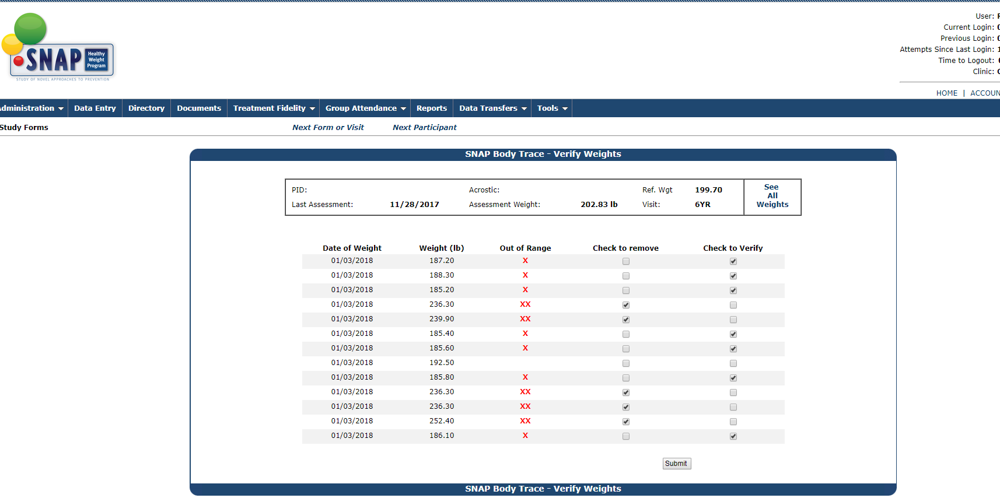 SNAP
Healthy
Weight
Program
STUDY OF NOVEL APPROACHES TO PREVENTION
User:
Current Login:
Previous Login:
Attempts Since Last Login: 1
Time to Logout:
Clinic:
HOME | ACCOUN
dministration Data Entry Directory Documents Treatment Fidelity Group Attendance Reports Data Transfers Tools
Study Forms Next Form or Visit Next Participant
SNAP Body Trace - Verify Weights
PID: Acrostic: Ref. Wgt 199.70
Last Assessment: 11/28/2017 Assessment Weight: 202.83 lb Visit: 6YR
See
All
Weights
Date of Weight Weight (lb) Out of Range Check to remove Check to Verify
01/03/2018 187.20 X
01/03/2018 188.30 X
01/03/2018 185.20 X
01/03/2018 236.30 XX
01/03/2018 239.90 XX
01/03/2018 185.40 X
01/03/2018 185.60 X
01/03/2018 192.50
01/03/2018 185.80 X
01/03/2018 236.30 XX
01/03/2018 236.30 XX
01/03/2018 252.40 XX
01/03/2018 186.10 X
Submit
SNAP Body Trace - Verify Weights